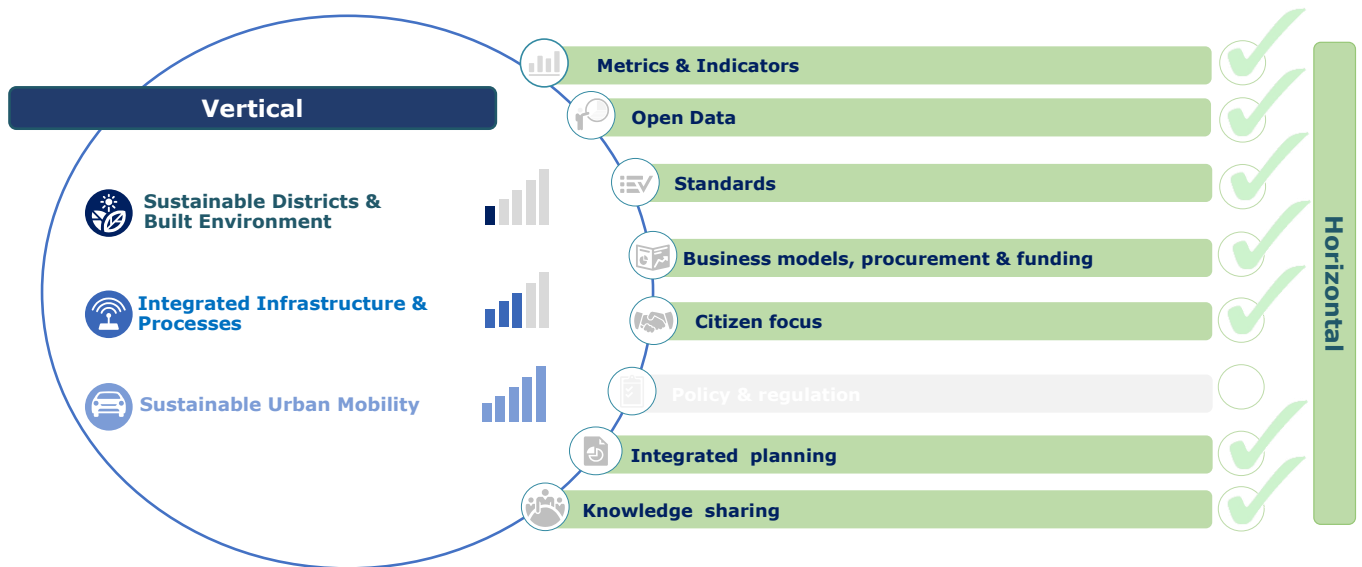 Vertical
Sustainable Districts &
Built Environment
Integrated Infrastructure &
Processes
Sustainable Urban Mobility
Metrics & Indicators
Open Data
Standards
Business models, procurement & funding
Citizen focus
Policy & regulation
Integrated planning
Knowledge sharing
Horizontal